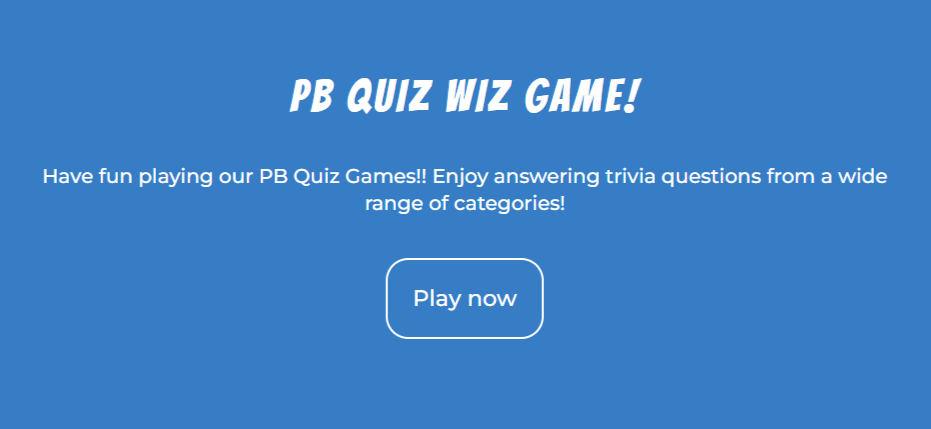 PB QUIZ WIZ GAME!
Have fun playing our PB Quiz Games!! Enjoy answering trivia questions from a wide
range of categories!
Play now